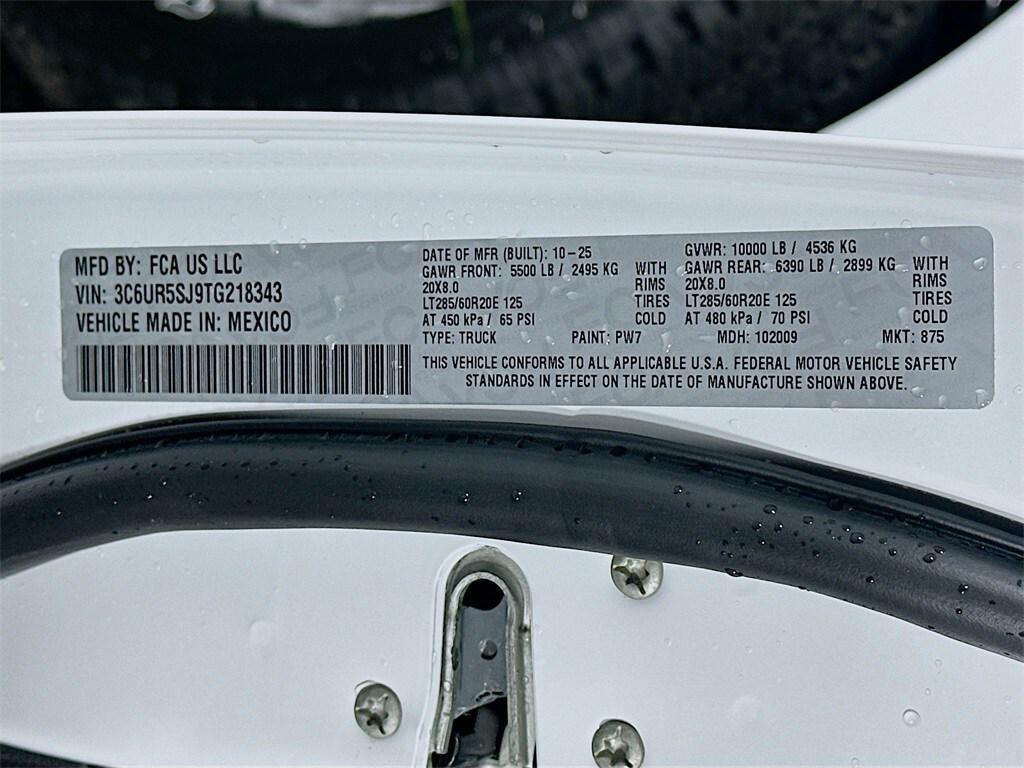 MFD BY: FCA US LLC
VIN: 3C6UR5SJ9TG218343
VEHICLE MADE IN: MEXICO
DATE OF MFR (BUILT): 10-25
GAWR FRONT: 5500 LB / 2495 KG WITH
20X8.0 RIMS
LT285/60R20E 125 TIRES
AT 450 kPa / 65 PSI COLD
GVWR: 10000 LB / 4536 KG
GAWR REAR: 6390 LB / 2899 KG WITH
20X8.0 RIMS
LT285/60R20E 125 TIRES
AT 480 kPa / 70 PSI COLD
TYPE: TRUCK PAINT: PW7 MDH: 102009 MKT: 875
THIS VEHICLE CONFORMS TO ALL APPLICABLE U.S.A. FEDERAL MOTOR VEHICLE SAFETY
STANDARDS IN EFFECT ON THE DATE OF MANUFACTURE SHOWN ABOVE.